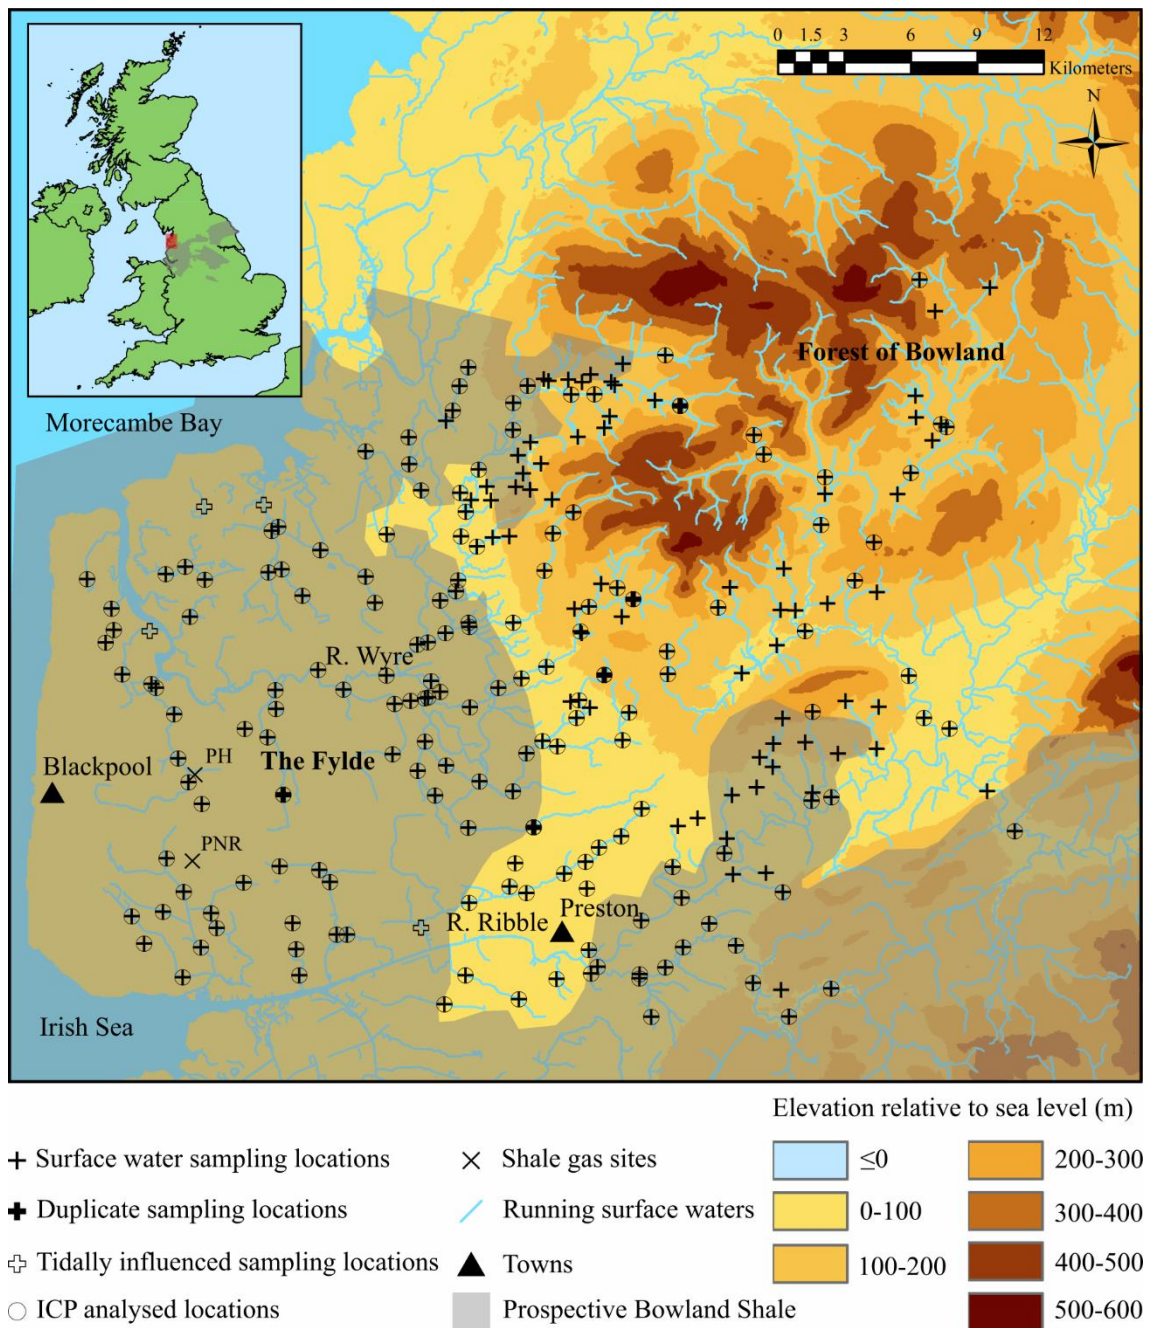 0 1.5 3 6 9 12
Kilometers
N
Forest of Bowland
Morecambe Bay
R. Wyre
PH
The Fylde
Blackpool
PNR
R. Ribble
Preston
Irish Sea
Elevation relative to sea level (m)
Surface water sampling locations
Shale gas sites
≤0
200-300
Duplicate sampling locations
Running surface waters
0-100
300-400
Tidally influenced sampling locations
Towns
100-200
400-500
ICP analysed locations
Prospective Bowland Shale
500-600